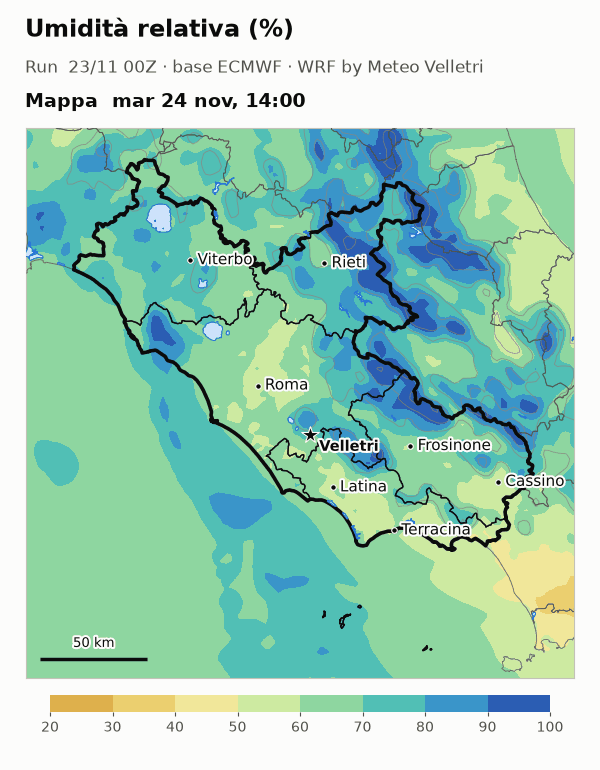 Umidità relativa (%)
Run  23/11 00Z · base ECMWF · WRF by Meteo Velletri
Mappa  mar 24 nov, 14:00
Viterbo
Rieti
Roma
Velletri
Frosinone
Cassino
Latina
Terracina
50 km
20 30 40 50 60 70 80 90 100